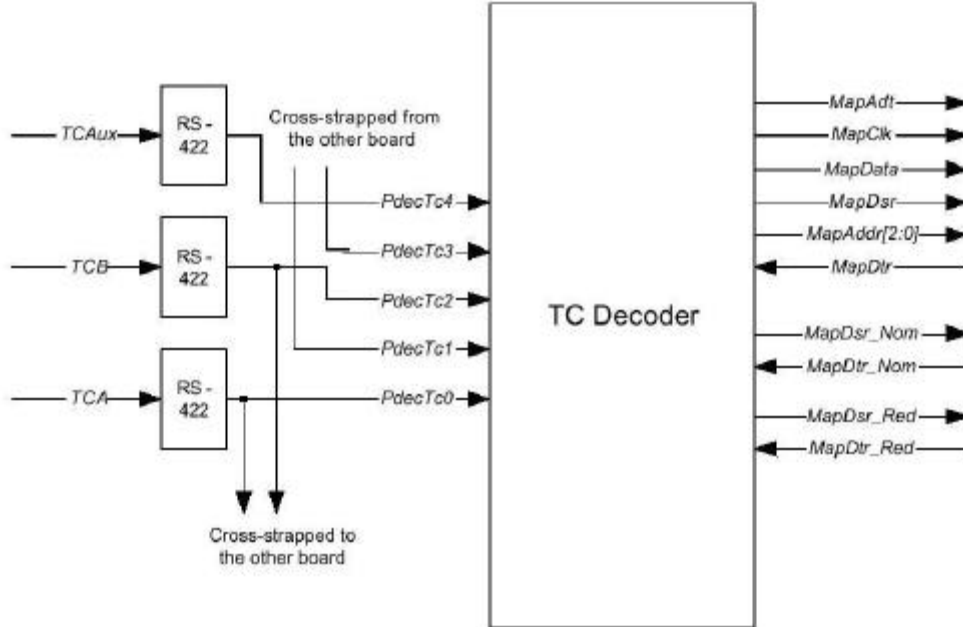 TCAux
RS -
422
Cross-strapped from
the other board
TCB
RS -
422
TCA
RS -
422
PdecTc4
PdecTc3
PdecTc2
PdecTc1
PdecTc0
Cross-strapped to
the other board
TC Decoder
MapAdt
MapClk
MapData
MapDsr
MapAddr[2:0]
MapDtr
MapDsr_Nom
MapDtr_Nom
MapDsr_Red
MapDtr_Red